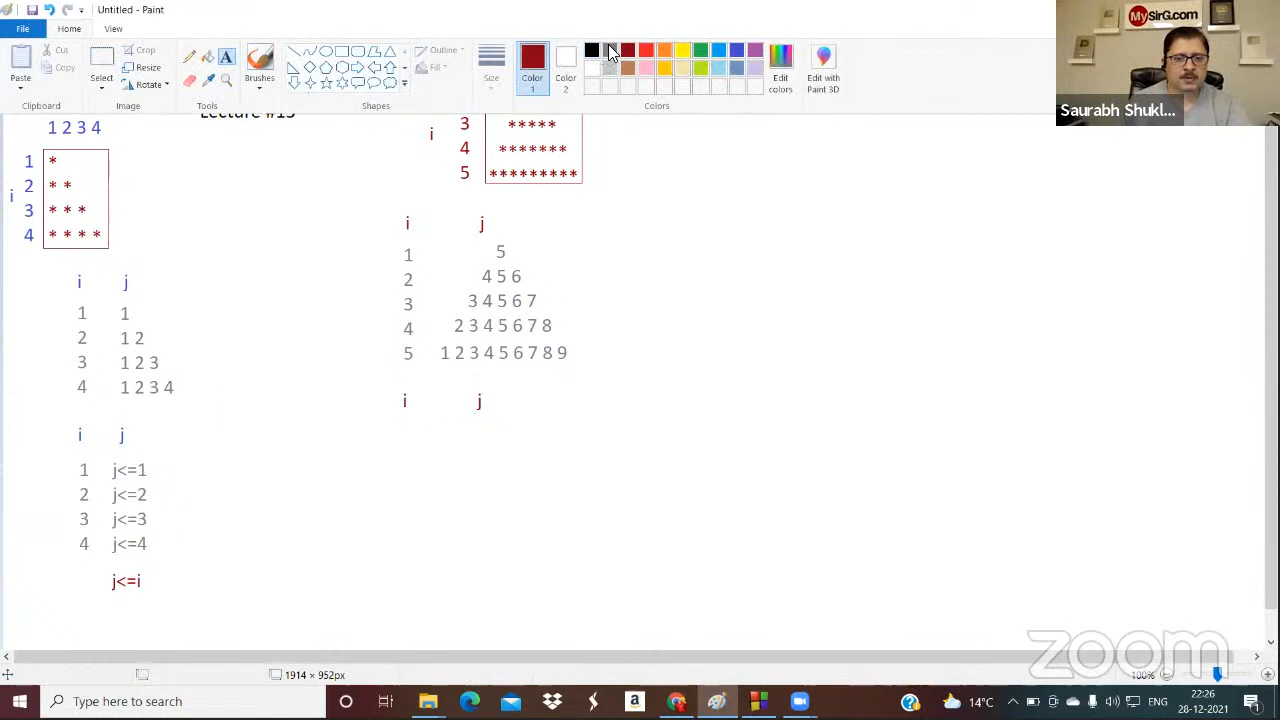 Untitled - Paint
File Home View
Paste Cut Copy Clipboard
Select Crop Resize Rotate Image
Tools
Brushes
Outline Fill Shapes
Size
Color 1 Color 2 Edit colors Colors
Edit with Paint 3D
MySirG.com
Saurabh Shukl...
1 2 3 4
i
1 *
2 * *
3 * * *
4 * * * *
i j
1 1
2 1 2
3 1 2 3
4 1 2 3 4
i j
1 j<=1
2 j<=2
3 j<=3
4 j<=4
j<=i
i
3 *****
4 *******
5 *********
i j
1 5
2 4 5 6
3 3 4 5 6 7
4 2 3 4 5 6 7 8
5 1 2 3 4 5 6 7 8 9
i j
zoom
1914 × 952px
100%
Type here to search
14°C
ENG
22:26
28-12-2021